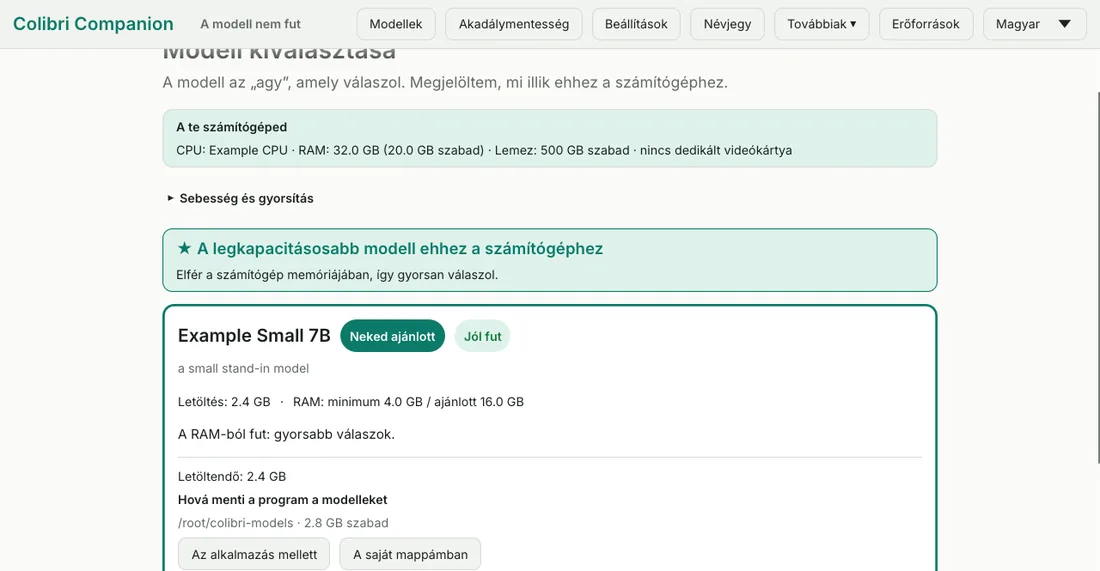 Colibri Companion
A modell nem fut
Modellek
Akadálymentesség
Beállítások
Névjegy
Továbbiak ▾
Erőforrások
Magyar
Modell kiválasztása
A modell az „agy”, amely válaszol. Megjelöltem, mi illik ehhez a számítógéphez.
A te számítógéped
CPU: Example CPU · RAM: 32.0 GB (20.0 GB szabad) · Lemez: 500 GB szabad · nincs dedikált videókártya
▸ Sebesség és gyorsítás
★ A legkapacitásosabb modell ehhez a számítógéphez
Elfér a számítógép memóriájában, így gyorsan válaszol.
Example Small 7B
Neked ajánlott
Jól fut
a small stand-in model
Letöltés: 2.4 GB · RAM: minimum 4.0 GB / ajánlott 16.0 GB
A RAM-ból fut: gyorsabb válaszok.
Letöltendő: 2.4 GB
Hová menti a program a modelleket
/root/colibri-models · 2.8 GB szabad
Az alkalmazás mellett
A saját mappámban